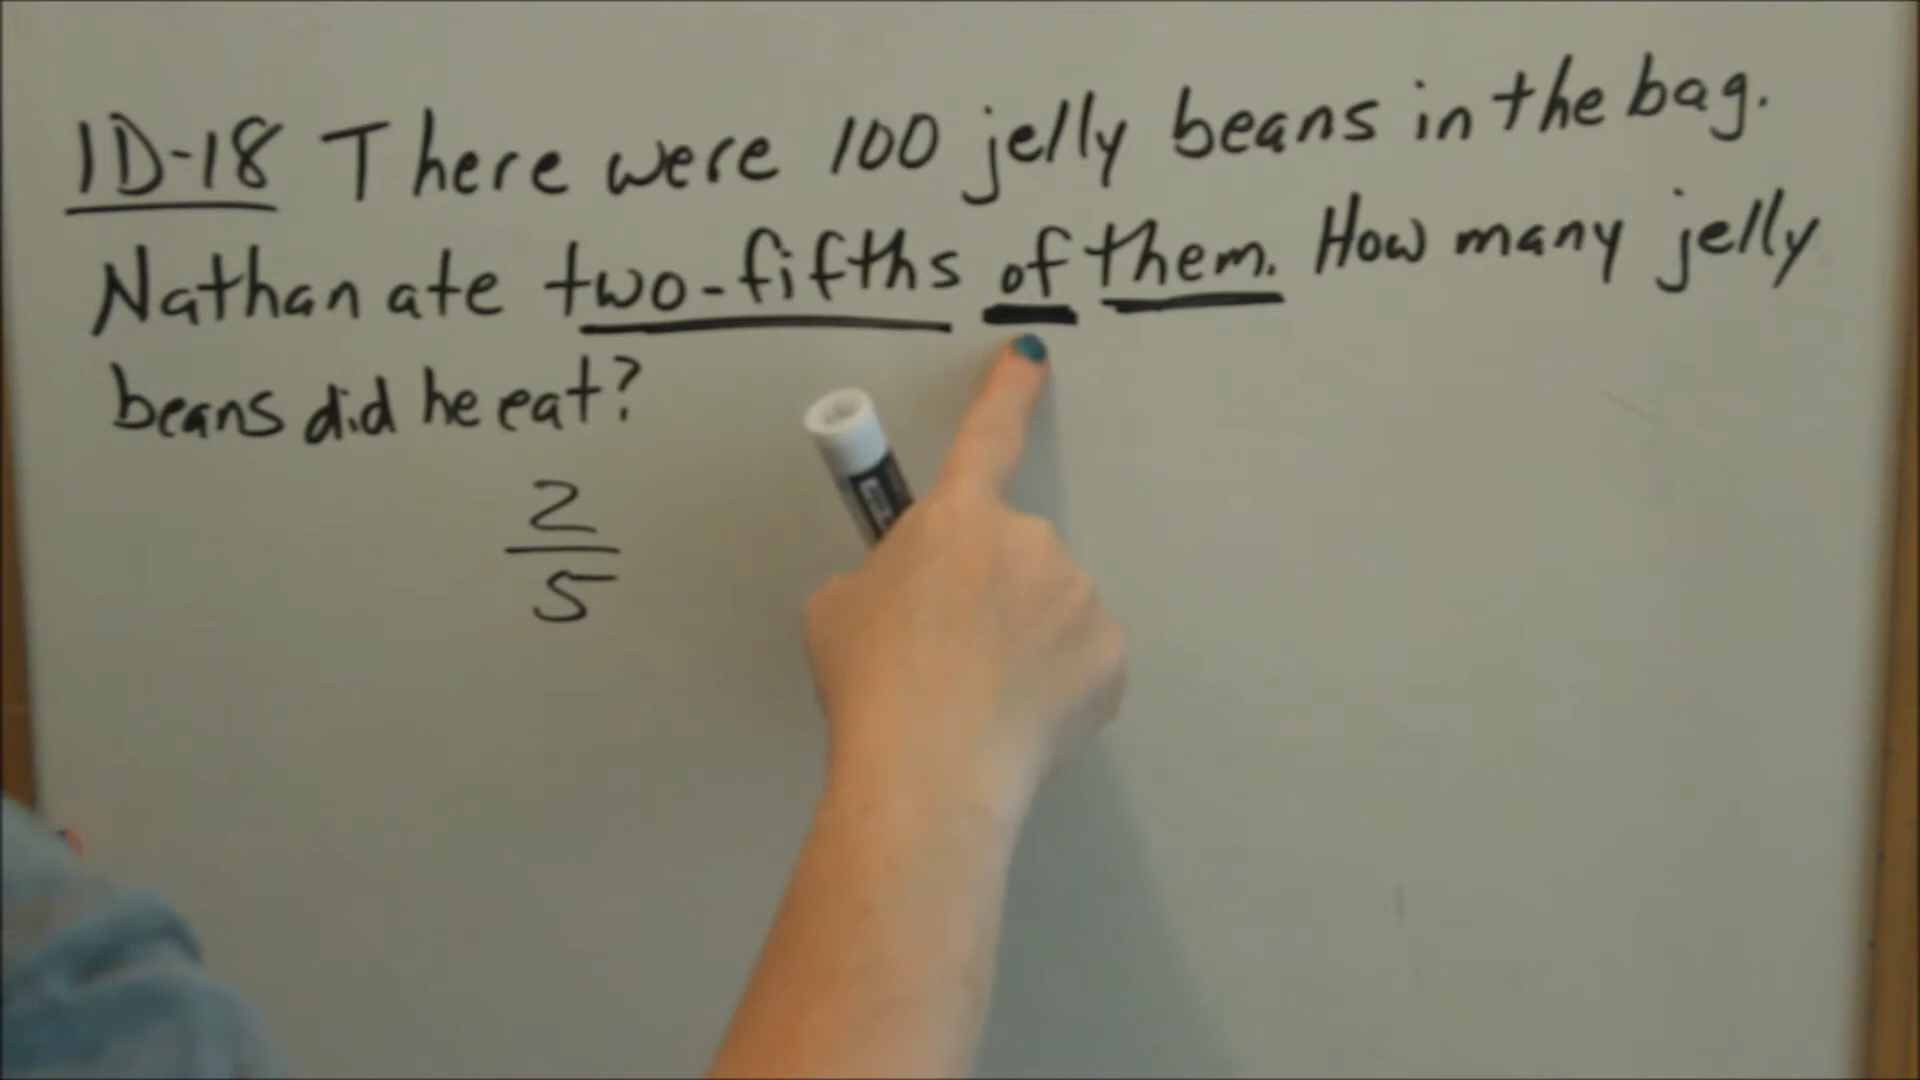 1D-18 There were 100 jelly beans in the bag.
Nathan ate two-fifths of them. How many jelly
beans did he eat?
2
5